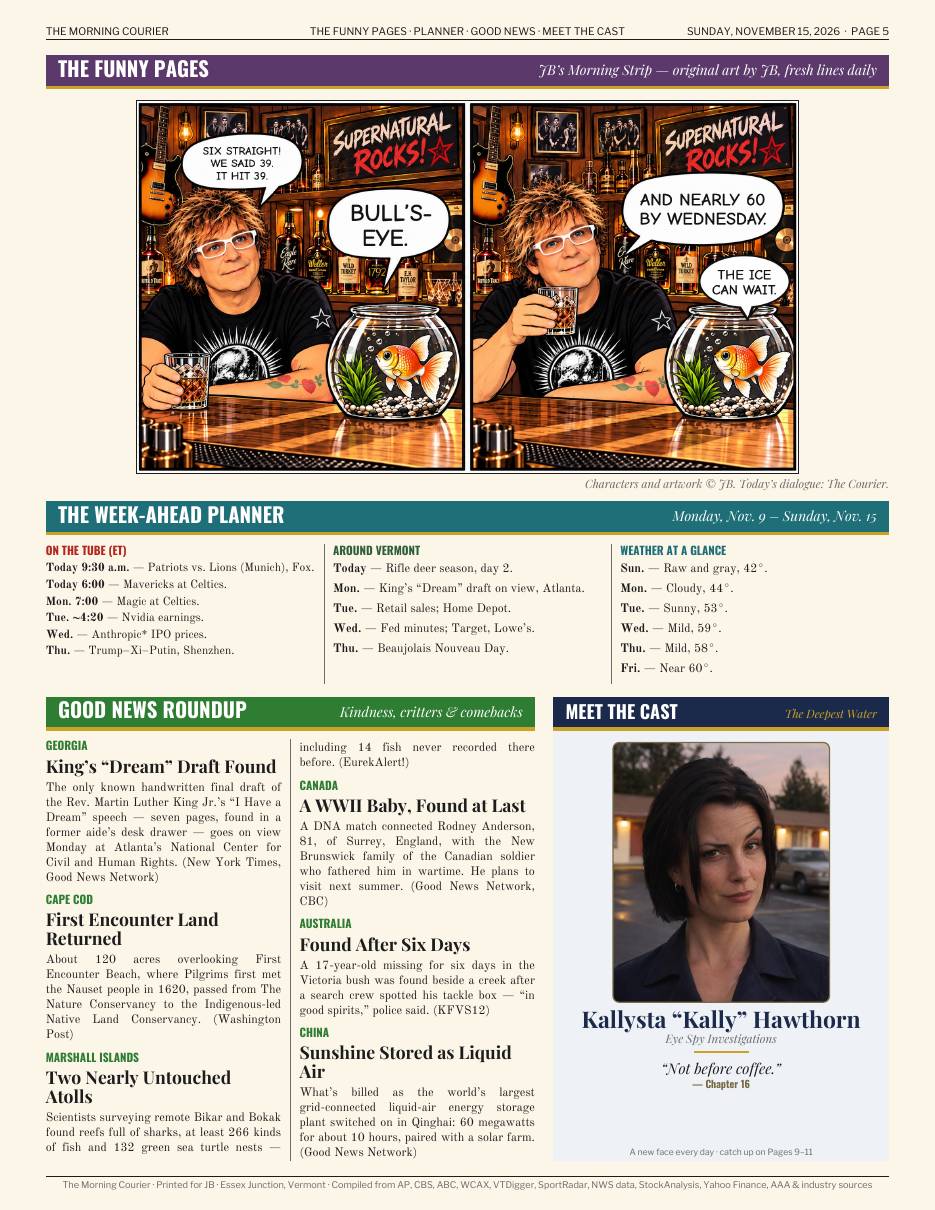 THE MORNING COURIER
THE FUNNY PAGES · PLANNER · GOOD NEWS · MEET THE CAST
SUNDAY, NOVEMBER 15, 2026 · PAGE 5
THE FUNNY PAGES
JB's Morning Strip — original art by JB, fresh lines daily
SUPERNATURAL
ROCKS!
SIX STRAIGHT!
WE SAID 39.
IT HIT 39.
BULL'S-
EYE.
Eagle
Rare
Weller
WILD
TURKEY
1792
E.H.
TAYLOR
SUPERNATURAL
ROCKS!
AND NEARLY 60
BY WEDNESDAY.
THE ICE
CAN WAIT.
Characters and artwork © JB. Today's dialogue: The Courier.
THE WEEK-AHEAD PLANNER
Monday, Nov. 9 – Sunday, Nov. 15
ON THE TUBE (ET)
Today 9:30 a.m. — Patriots vs. Lions (Munich), Fox.
Today 6:00 — Mavericks at Celtics.
Mon. 7:00 — Magic at Celtics.
Tue. ~4:20 — Nvidia earnings.
Wed. — Anthropic* IPO prices.
Thu. — Trump–Xi–Putin, Shenzhen.
AROUND VERMONT
Today — Rifle deer season, day 2.
Mon. — King's “Dream” draft on view, Atlanta.
Tue. — Retail sales; Home Depot.
Wed. — Fed minutes; Target, Lowe's.
Thu. — Beaujolais Nouveau Day.
WEATHER AT A GLANCE
Sun. — Raw and gray, 42°.
Mon. — Cloudy, 44°.
Tue. — Sunny, 53°.
Wed. — Mild, 59°.
Thu. — Mild, 58°.
Fri. — Near 60°.
GOOD NEWS ROUNDUP
Kindness, critters & comebacks
GEORGIA
King's “Dream” Draft Found
The only known handwritten final draft of
the Rev. Martin Luther King Jr.'s “I Have a
Dream” speech — seven pages, found in a
former aide's desk drawer — goes on view
Monday at Atlanta's National Center for
Civil and Human Rights. (New York Times,
Good News Network)
CAPE COD
First Encounter Land
Returned
About 120 acres overlooking First
Encounter Beach, where Pilgrims first met
the Nauset people in 1620, passed from The
Nature Conservancy to the Indigenous-led
Native Land Conservancy. (Washington
Post)
MARSHALL ISLANDS
Two Nearly Untouched
Atolls
Scientists surveying remote Bikar and Bokak
found reefs full of sharks, at least 266 kinds
of fish and 132 green sea turtle nests —
including 14 fish never recorded there
before. (EurekAlert!)
CANADA
A WWII Baby, Found at Last
A DNA match connected Rodney Anderson,
81, of Surrey, England, with the New
Brunswick family of the Canadian soldier
who fathered him in wartime. He plans to
visit next summer. (Good News Network,
CBC)
AUSTRALIA
Found After Six Days
A 17-year-old missing for six days in the
Victoria bush was found beside a creek after
a search crew spotted his tackle box — “in
good spirits,” police said. (KFVS12)
CHINA
Sunshine Stored as Liquid
Air
What's billed as the world's largest
grid-connected liquid-air energy storage
plant switched on in Qinghai: 60 megawatts
for about 10 hours, paired with a solar farm.
(Good News Network)
MEET THE CAST
The Deepest Water
Kallysta “Kally” Hawthorn
Eye Spy Investigations
“Not before coffee.”
— Chapter 16
A new face every day · catch up on Pages 9–11
The Morning Courier · Printed for JB · Essex Junction, Vermont · Compiled from AP, CBS, ABC, WCAX, VTDigger, SportRadar, NWS data, StockAnalysis, Yahoo Finance, AAA & industry sources